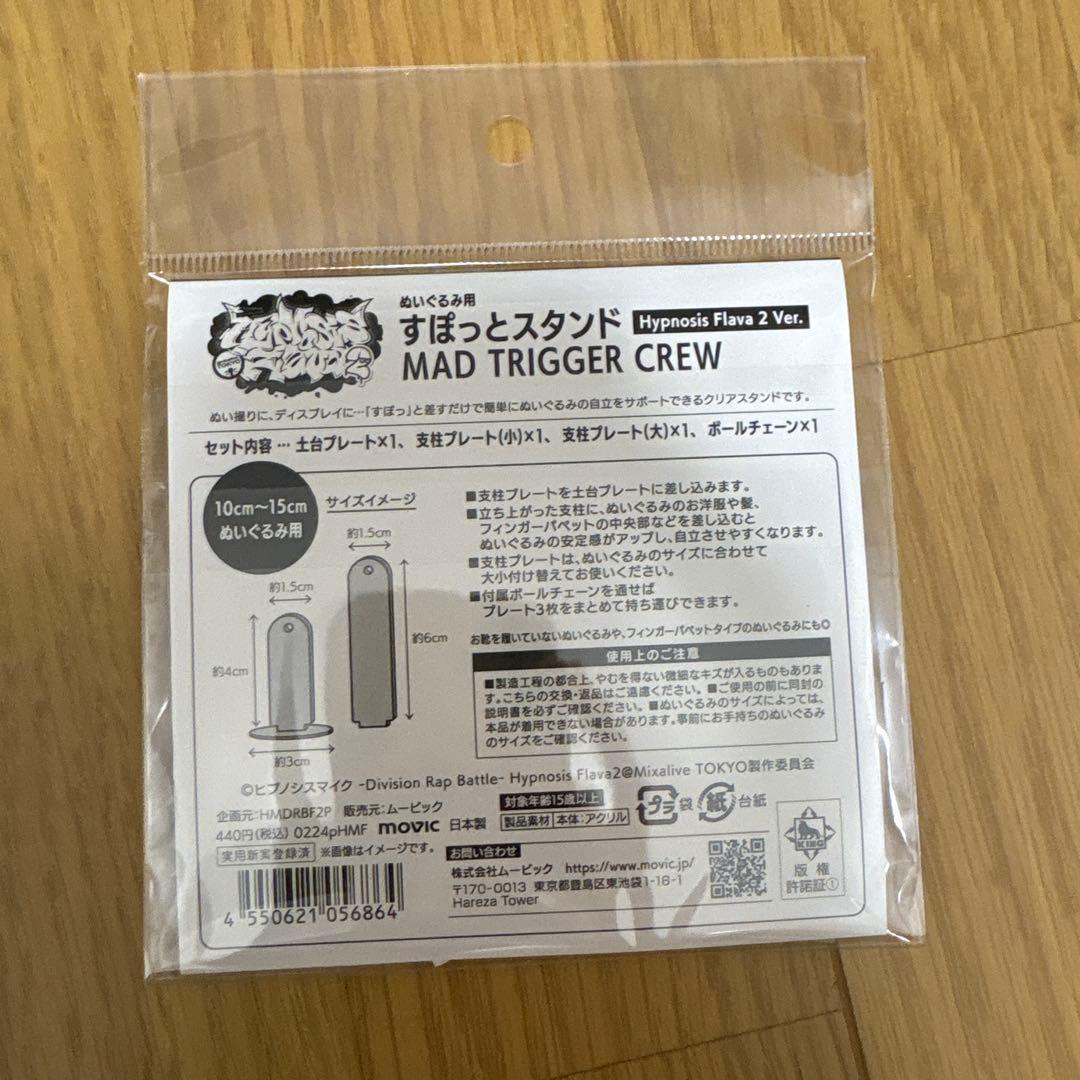 Hypnosis
Flava 2
ぬいぐるみ用
すぽっとスタンド Hypnosis Flava 2 Ver.
MAD TRIGGER CREW
ぬい撮りに、ディスプレイに…「すぽっ」と差すだけで簡単にぬいぐるみの自立をサポートできるクリアスタンドです。
セット内容 … 土台プレート×1、支柱プレート(小)×1、支柱プレート(大)×1、ボールチェーン×1
10cm〜15cm
ぬいぐるみ用
サイズイメージ
約1.5cm
約1.5cm
約6cm
約4cm
約3cm
■支柱プレートを土台プレートに差し込みます。
■立ち上がった支柱に、ぬいぐるみのお洋服や髪、
フィンガーパペットの中央部などを差し込むと
ぬいぐるみの安定感がアップし、自立させやすくなります。
■支柱プレートは、ぬいぐるみのサイズに合わせて
大小付け替えてお使いください。
■付属ボールチェーンを通せば
プレート3枚をまとめて持ち運びできます。
お靴を履いていないぬいぐるみや、フィンガーパペットタイプのぬいぐるみにも◎
使用上のご注意
■製造工程の都合上、やむを得ない微細なキズが入るものもありま
す。こちらの交換・返品はご遠慮ください。■ご使用の前に同封の
説明書を必ずご確認ください。■ぬいぐるみのサイズによっては、
本品が着用できない場合があります。事前にお手持ちのぬいぐるみ
のサイズをご確認ください。
©ヒプノシスマイク -Division Rap Battle- Hypnosis Flava2@Mixalive TOKYO製作委員会
企画元:HMDRBF2P 販売元:ムービック
440円(税込) 0224pHMF movic 日本製
実用新案登録済 ※画像はイメージです。
対象年齢15歳以上
製品素材 本体:アクリル
プラ 袋 紙 台紙
お問い合わせ
株式会社ムービック https://www.movic.jp/
〒170-0013 東京都豊島区東池袋1-18-1
Hareza Tower
KING
版権
許諾証①
4 550621 056864